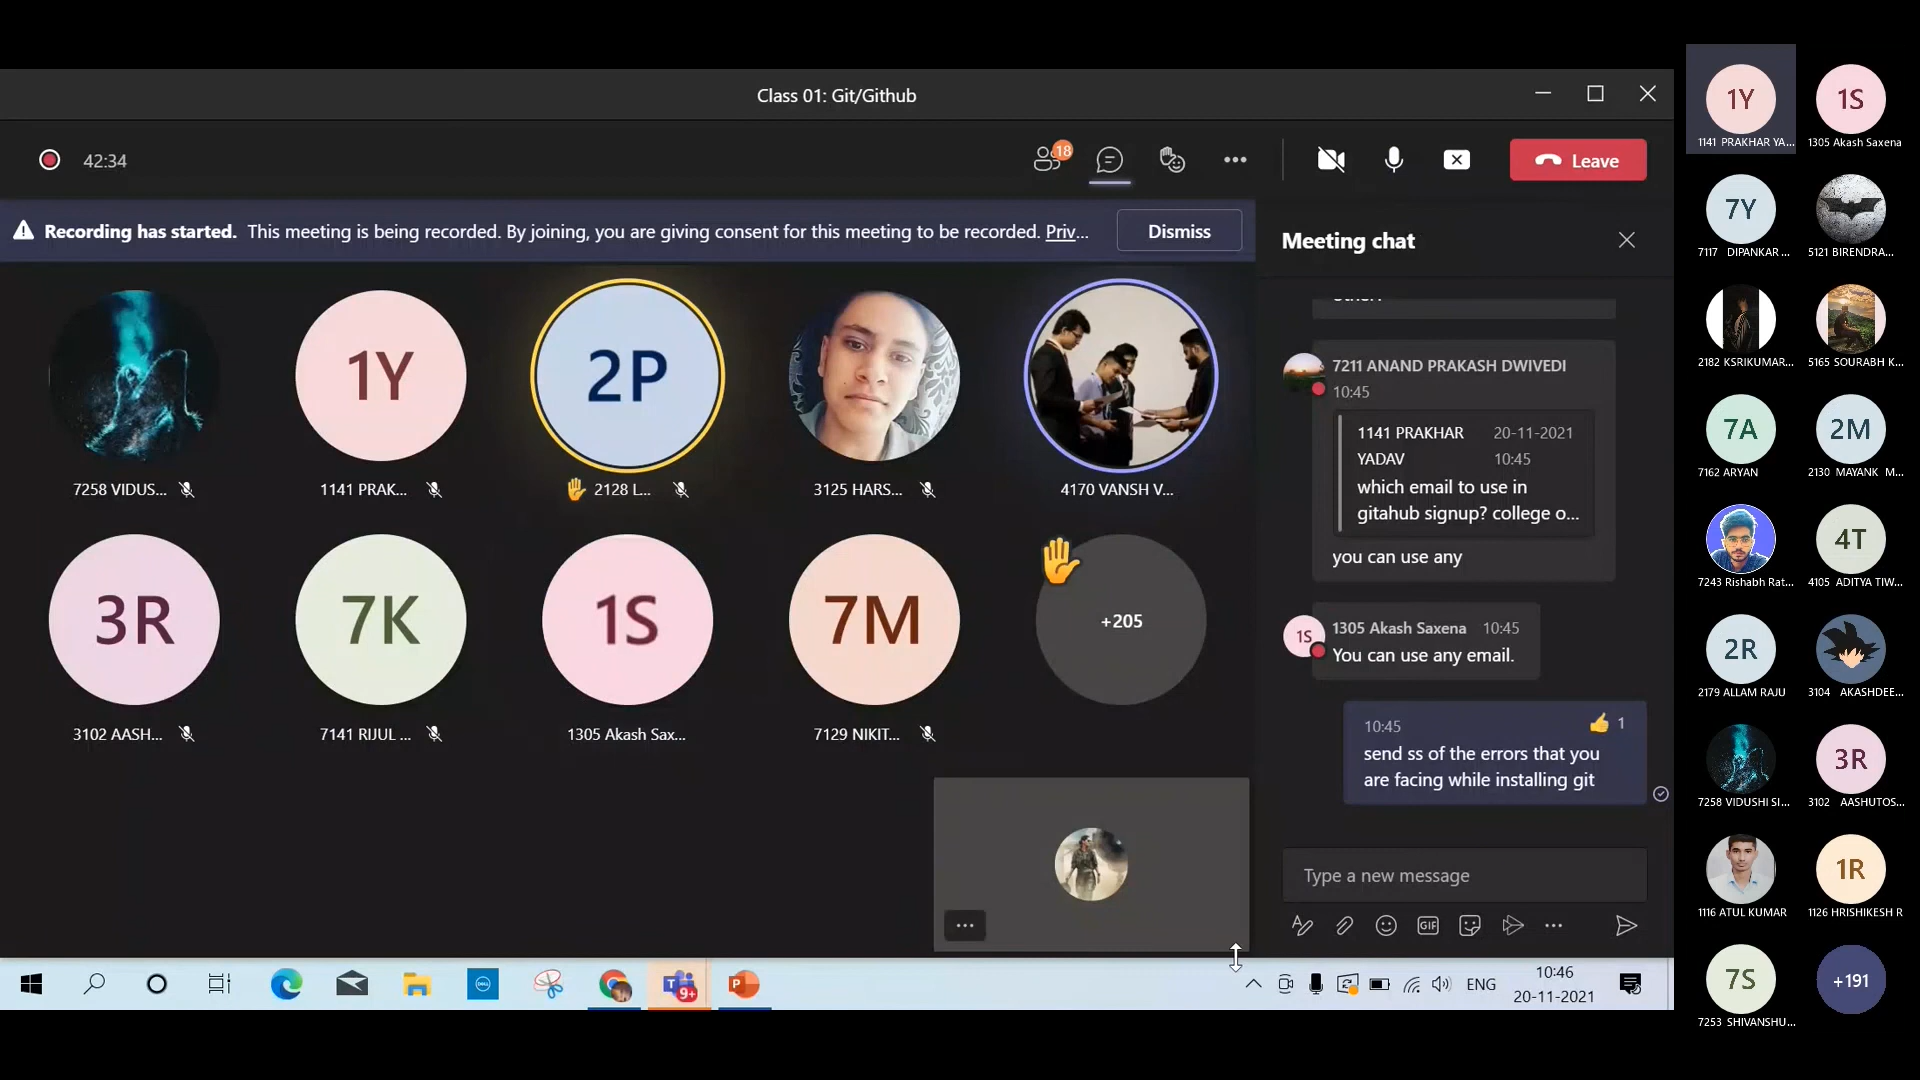 Class 01: Git/Github
42:34
18
Leave
Recording has started. This meeting is being recorded. By joining, you are giving consent for this meeting to be recorded. Priv...
Dismiss
Meeting chat
1Y
2P
7258 VIDUS...
1141 PRAK...
2128 L...
3125 HARS...
4170 VANSH V...
3R
7K
1S
7M
+205
3102 AASH...
7141 RIJUL ...
1305 Akash Sax...
7129 NIKIT...
7211 ANAND PRAKASH DWIVEDI
10:45
1141 PRAKHAR 20-11-2021
YADAV 10:45
which email to use in
gitahub signup? college o...
you can use any
1S
1305 Akash Saxena 10:45
You can use any email.
10:45 1
send ss of the errors that you
are facing while installing git
Type a new message
GIF
DELL
9+
ENG
10:46
20-11-2021
1Y
1S
1141 PRAKHAR YA...
1305 Akash Saxena
7Y
7117 DIPANKAR ...
5121 BIRENDRA...
2182 KSRIKUMAR...
5165 SOURABH K...
7A
2M
7162 ARYAN
2130 MAYANK M...
4T
7243 Rishabh Rat...
4105 ADITYA TIW...
2R
2179 ALLAM RAJU
3104 AKASHDEE...
3R
7258 VIDUSHI SI...
3102 AASHUTOS...
1R
1116 ATUL KUMAR
1126 HRISHIKESH R
7S
+191
7253 SHIVANSHU...